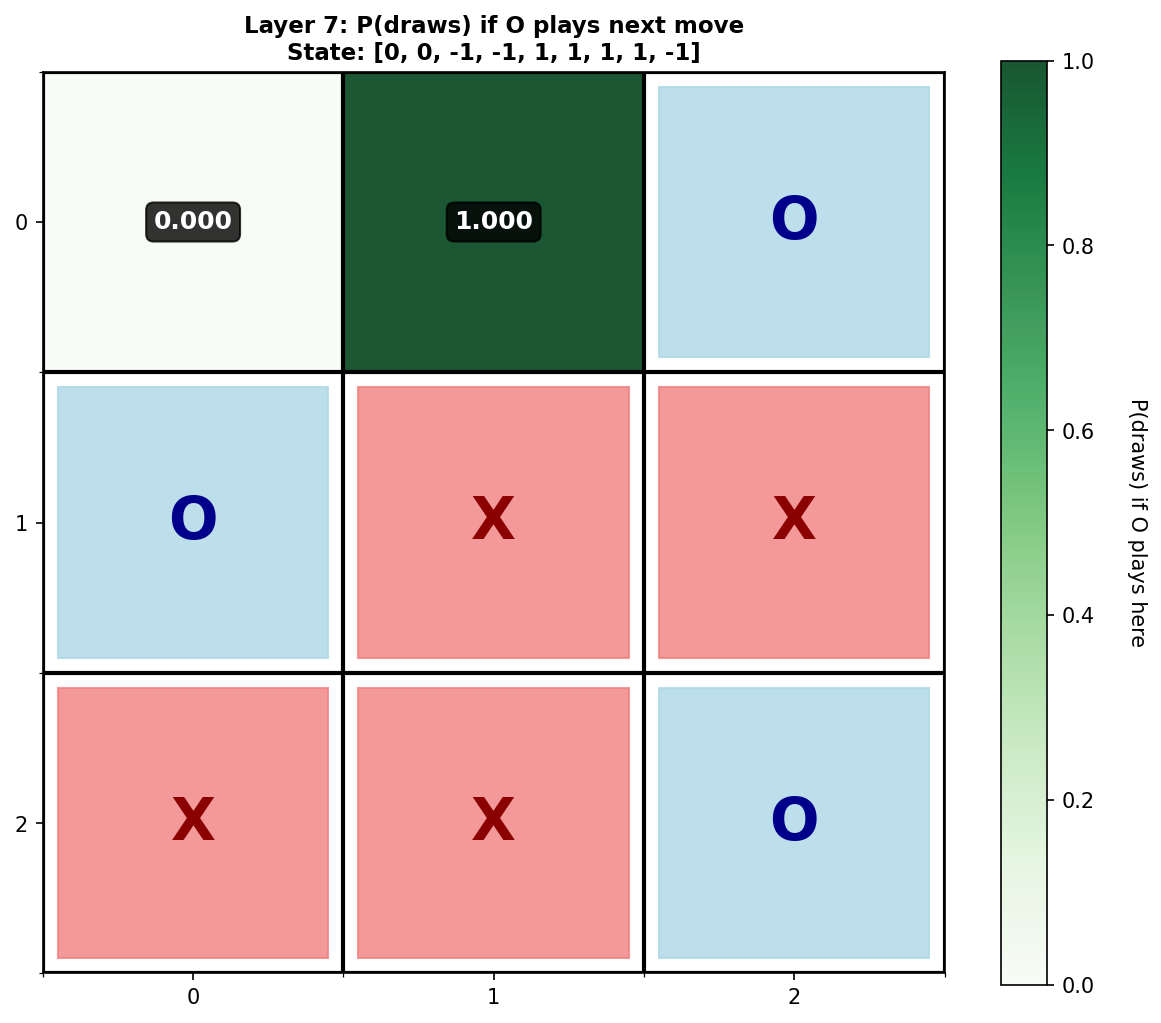 Layer 7: P(draws) if O plays next move
State: [0, 0, -1, -1, 1, 1, 1, 1, -1]
0
0.000
1.000
O
1
O
X
X
2
X
X
O
0
1
2
1.0
0.8
0.6
0.4
0.2
0.0
P(draws) if O plays here